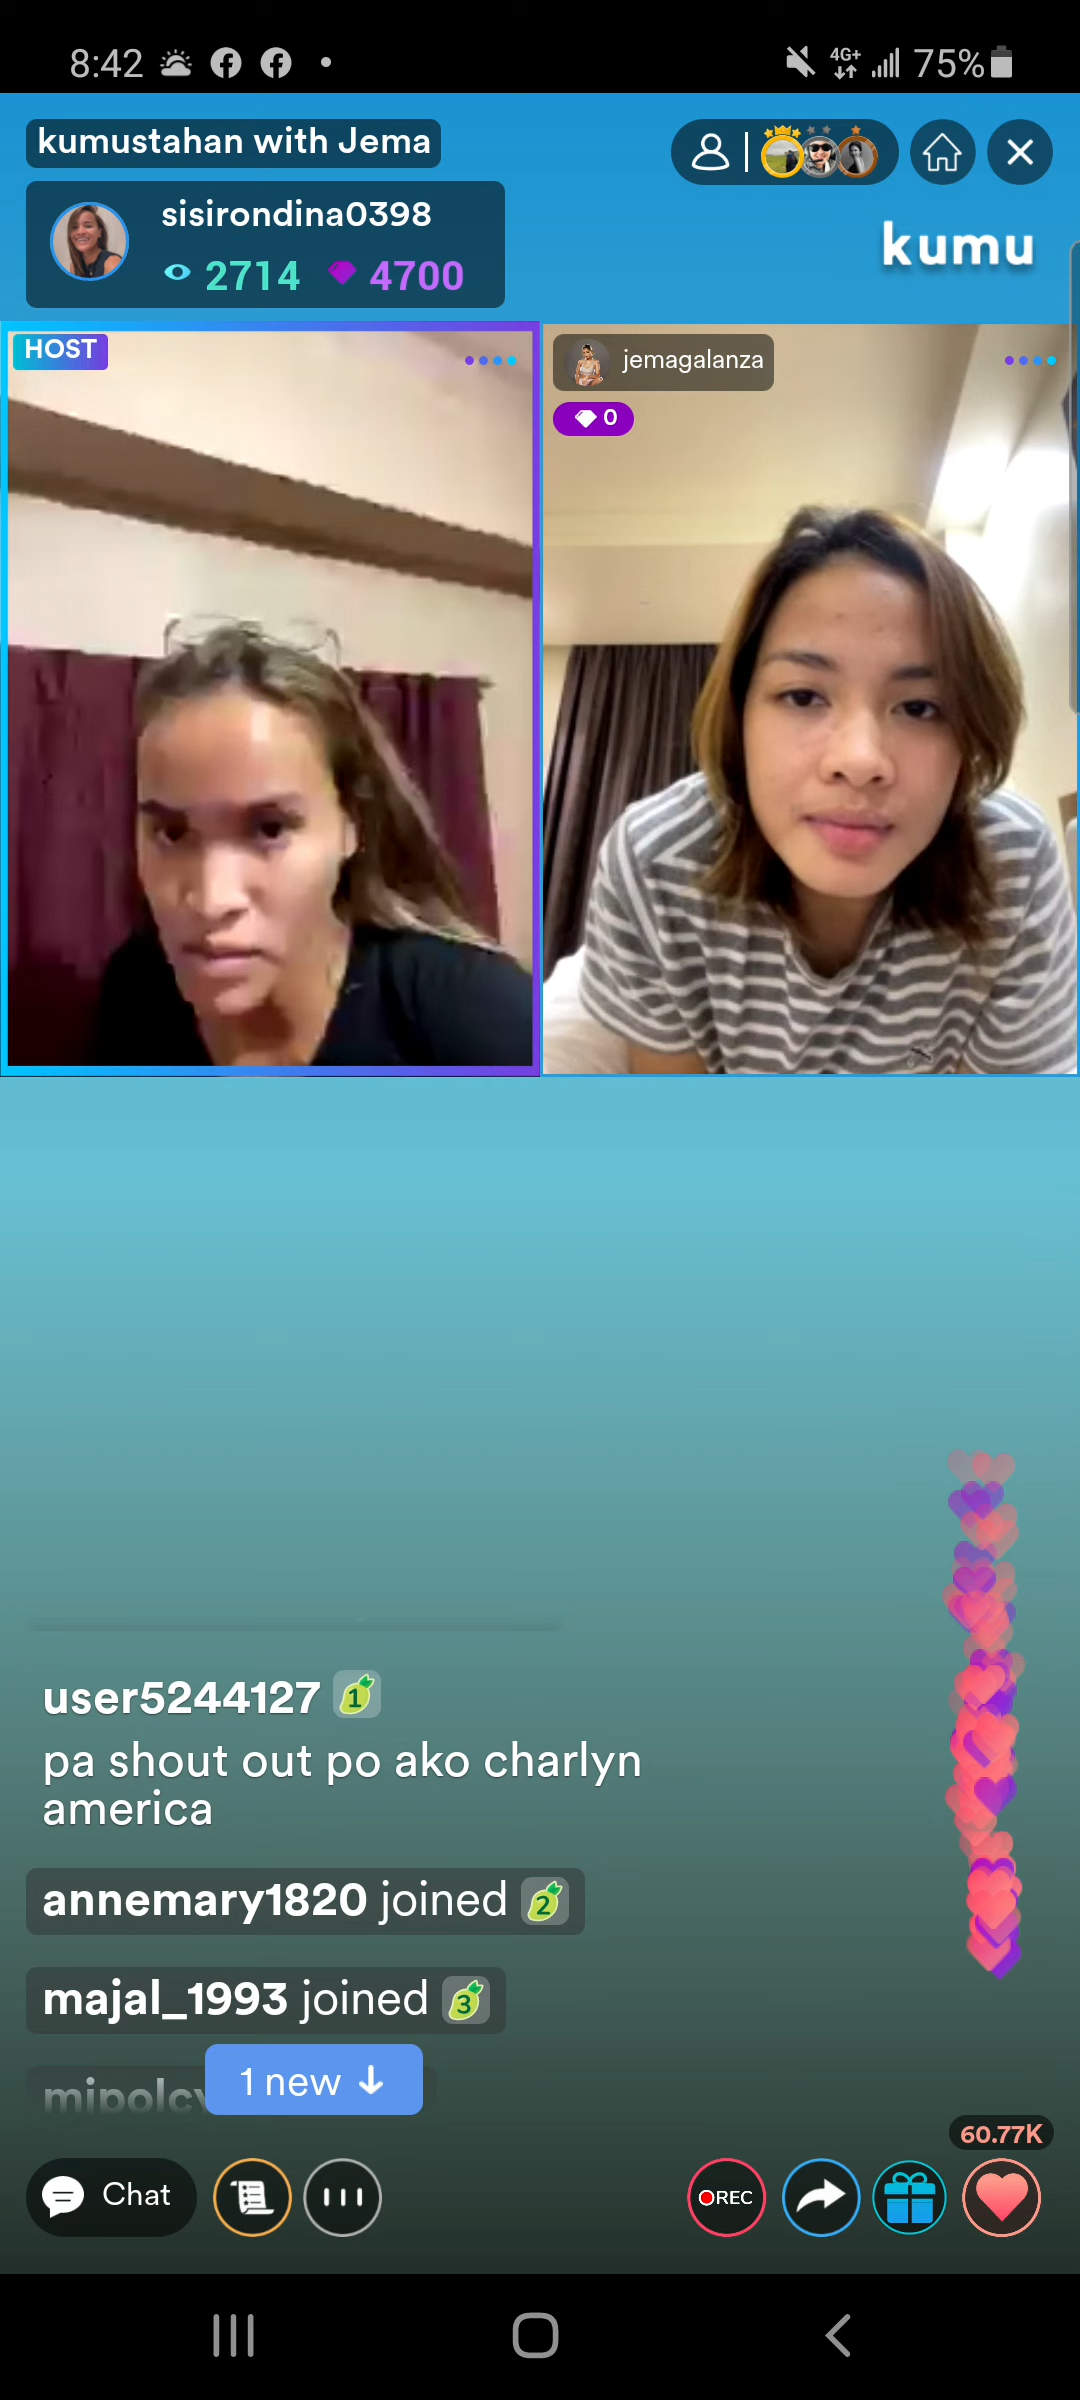 8:42
4G+
75%
kumustahan with Jema
sisirondina0398
2714 4700
kumu
HOST
jemagalanza
0
user5244127 1
pa shout out po ako charlyn
america
annemary1820 joined 2
majal_1993 joined 3
1 new
60.77K
Chat
REC